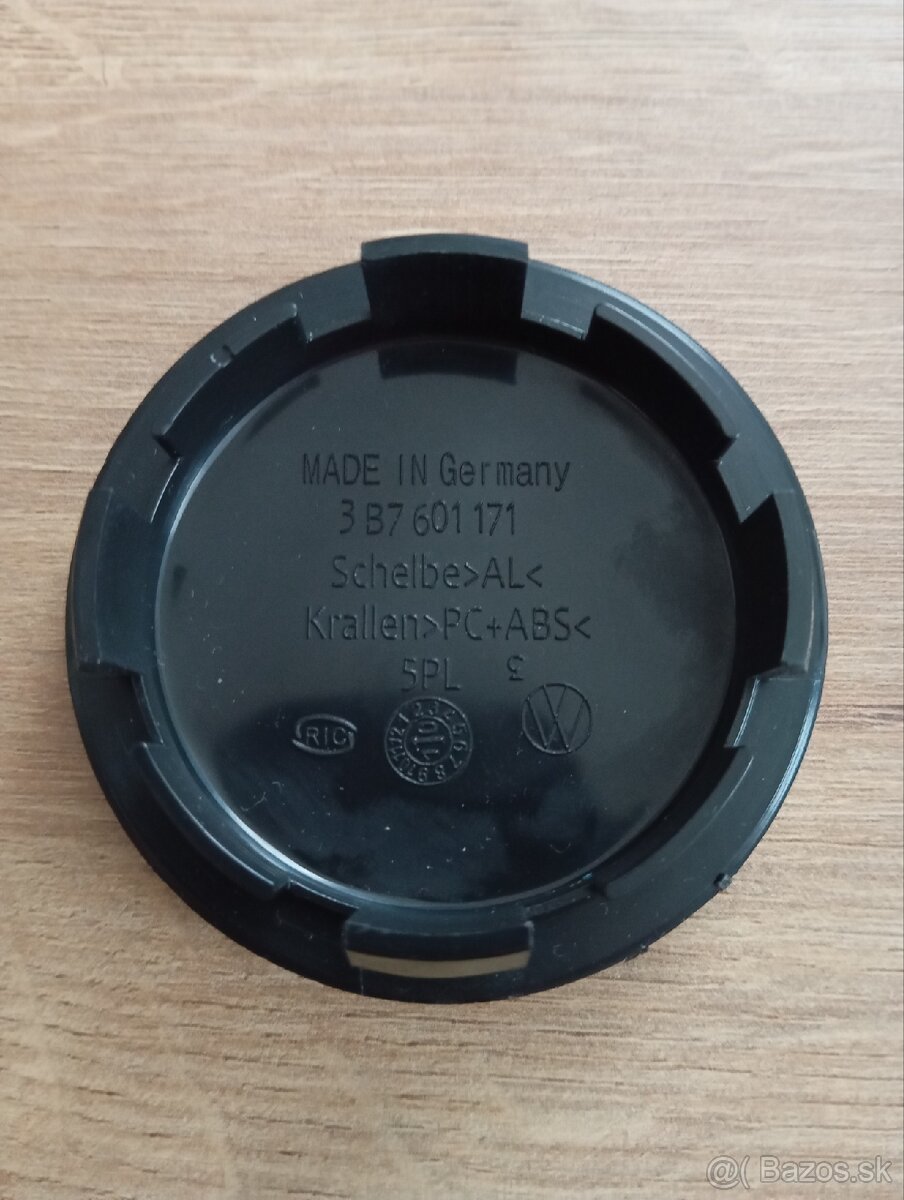 MADE IN Germany
3 B7 601 171
Schelbe>AL<
Krallen>PC+ABS<
5PL
RIC
@( Bazos.sk